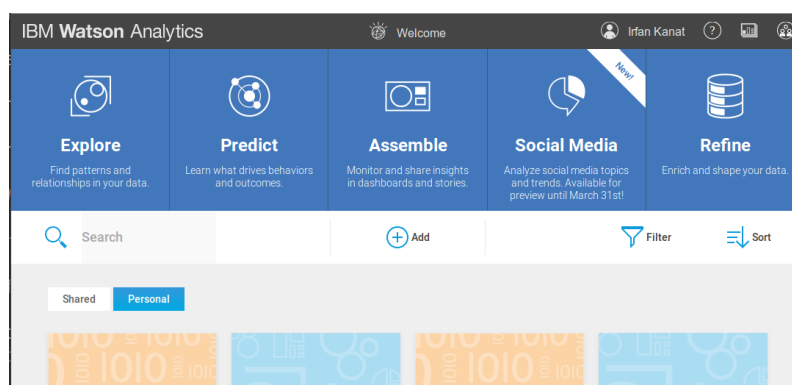 IBM Watson Analytics
Welcome
Irfan Kanat
?
New!
Explore
Find patterns and
relationships in your data.
Predict
Learn what drives behaviors
and outcomes.
Assemble
Monitor and share insights
in dashboards and stories.
Social Media
Analyze social media topics
and trends. Available for
preview until March 31st!
Refine
Enrich and shape your data.
Search
Add
Filter
Sort
Shared
Personal